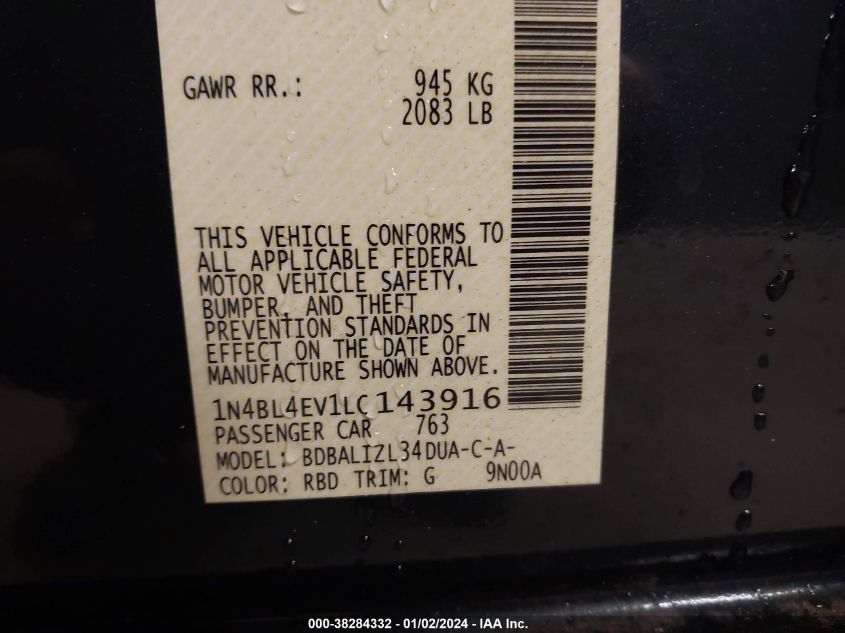 GAWR RR.: 945 KG
2083 LB
THIS VEHICLE CONFORMS TO
ALL APPLICABLE FEDERAL
MOTOR VEHICLE SAFETY,
BUMPER, AND THEFT
PREVENTION STANDARDS IN
EFFECT ON THE DATE OF
MANUFACTURE SHOWN ABOVE.
1N4BL4EV1LC143916
PASSENGER CAR 763
MODEL: BDBALIZL34DUA-C-A-
COLOR: RBD TRIM: G 9N00A
000-38284332 - 01/02/2024 - IAA Inc.